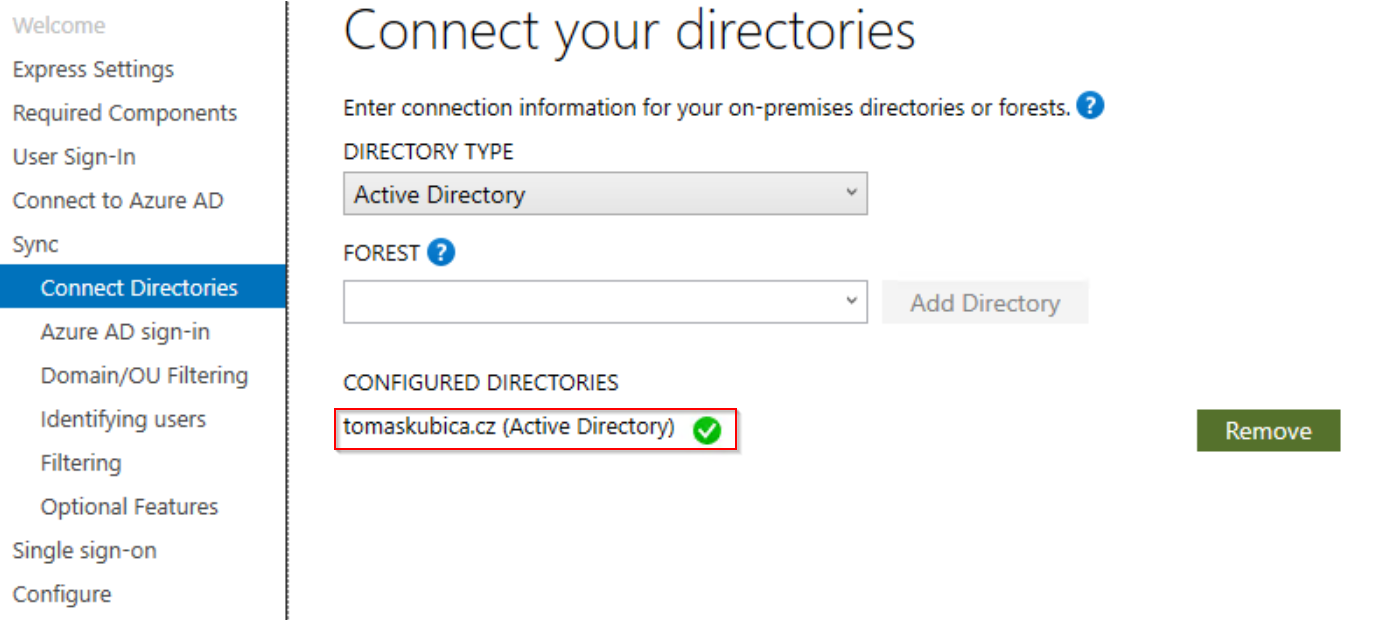 Welcome
Express Settings
Required Components
User Sign-In
Connect to Azure AD
Sync
Connect Directories
Azure AD sign-in
Domain/OU Filtering
Identifying users
Filtering
Optional Features
Single sign-on
Configure
Connect your directories
Enter connection information for your on-premises directories or forests. ?
DIRECTORY TYPE
Active Directory
FOREST ?
Add Directory
CONFIGURED DIRECTORIES
tomaskubica.cz (Active Directory)
Remove